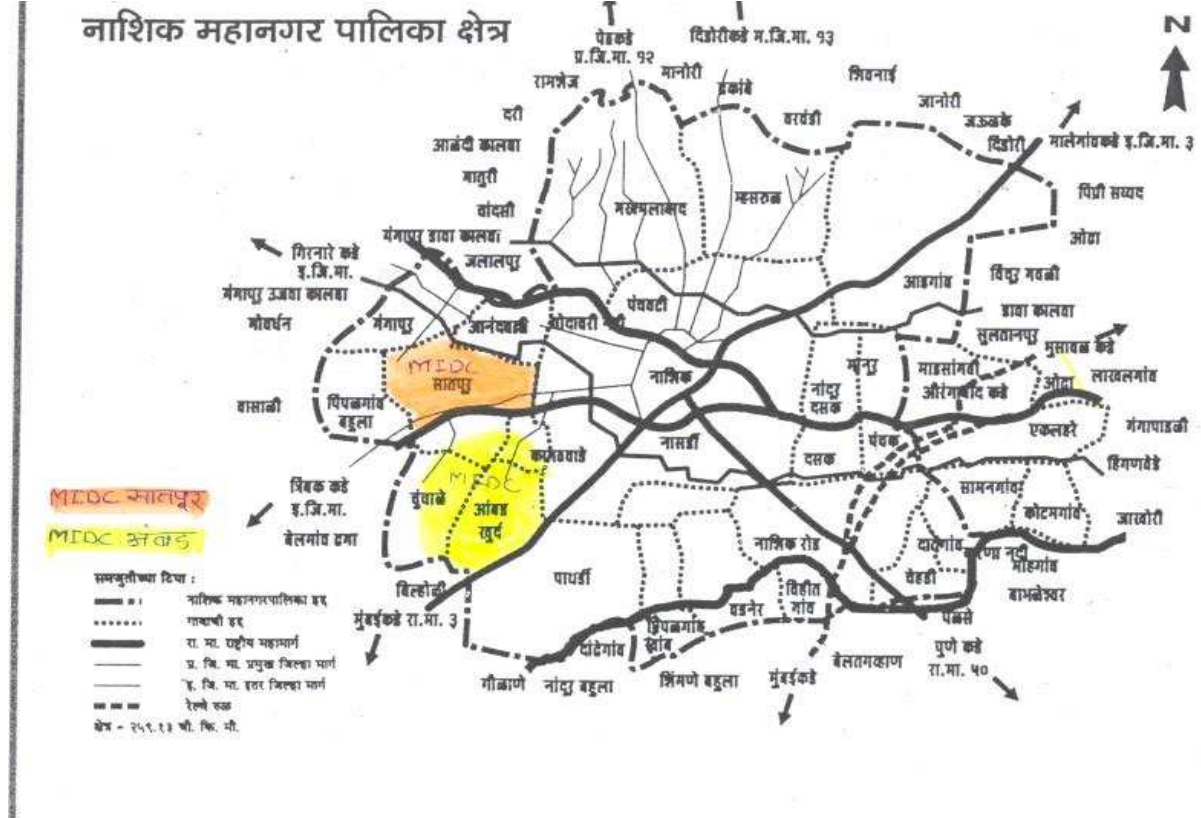 नाशिक महानगर पालिका क्षेत्र
पेठकडे
प्र.जि.मा. १२
दिंडोरीकडे म.जि.मा. १३
N
रामशेज
मानोरी
ढकांबे
शिवनाई
दरी
वरवंडी
जानोरी
जऊळके
दिंडोरी
मालेगांवकडे इ.जि.मा. ३
आळंदी कालवा
मातुरी
वांदसी
मखमलाबाद
म्हसरुळ
पिंप्री सय्यद
ओढा
गंगापुर डावा कालवा
जलालपूर
गिरनारे कडे
इ.जि.मा.
गंगापुर उजवा कालवा
गोवर्धन
गंगापुर
आनंदवली
गोदावरी नदी
पंचवटी
आडगांव
विंचुर गवळी
डावा कालवा
सुलतानपुर
भुसावळ कडे
MIDC
सातपूर
नाशिक
नांदुर
दसक
मानुर
माडसांगवी
औरंगाबाद कडे
ओढा
लाखलगांव
वासाळी
पिंपळगांव
बहुला
नासर्डी
पंचक
एकलहरे
गंगापाडळी
कामठवाडे
दसक
हिंगणवेढे
MIDC
चुंचाळे
आंबड
खुर्द
सामनगांव
कोटमगांव
जाखोरी
MIDC सातपूर
MIDC अंबड
त्रिंबक कडे
इ.जि.मा.
बेलगांव ढगा
नाशिक रोड
दाढेगांव
चेहडी
मोहगांव
बाभळेश्वर
पाथर्डी
विहीत
गांव
वडनेर
पिंपळगांव
खांब
दाढेगांव
बिल्होळी
मुंबईकडे रा.मा. ३
पळसे
पुणे कडे
रा.मा. ५०
बेलतगव्हाण
मुंबईकडे
गौळाणे
नांदुर बहुला
शिंगणे बहुला
समजुतीच्या टिपा :
नाशिक महानगरपालिका हद्द
गावाची हद्द
रा. मा. राष्ट्रीय महामार्ग
प्र. जि. मा. प्रमुख जिल्हा मार्ग
इ. जि. मा. इतर जिल्हा मार्ग
रेल्वे रुळ
क्षेत्र - २५९.१३ चौ. कि. मी.